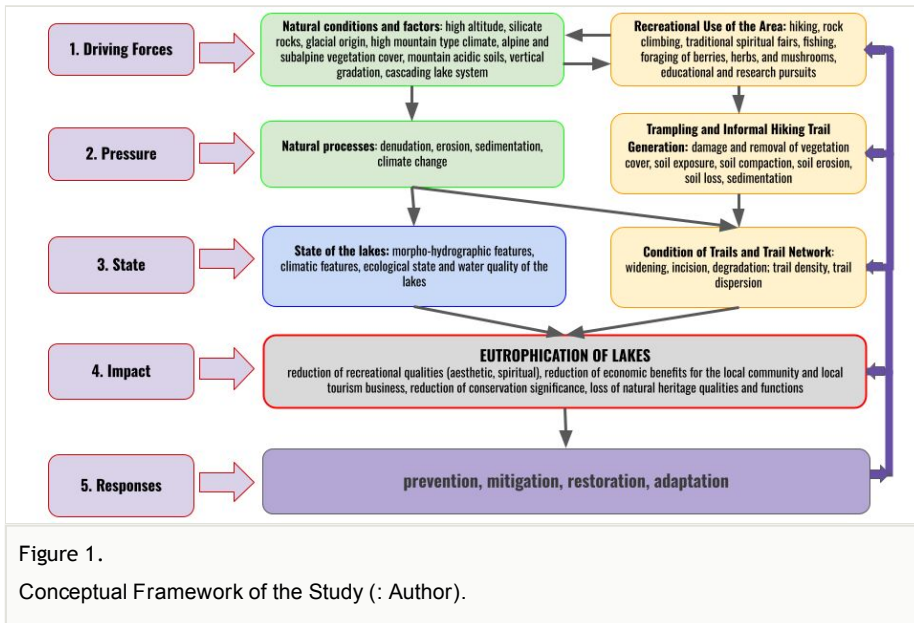 1. Driving Forces
Natural conditions and factors: high altitude, silicate
rocks, glacial origin, high mountain type climate, alpine and
subalpine vegetation cover, mountain acidic soils, vertical
gradation, cascading lake system
Recreational Use of the Area: hiking, rock
climbing, traditional spiritual fairs, fishing,
foraging of berries, herbs, and mushrooms,
educational and research pursuits
2. Pressure
Natural processes: denudation, erosion, sedimentation,
climate change
Trampling and Informal Hiking Trail
Generation: damage and removal of vegetation
cover, soil exposure, soil compaction, soil erosion,
soil loss, sedimentation
3. State
State of the lakes: morpho-hydrographic features,
climatic features, ecological state and water quality of the
lakes
Condition of Trails and Trail Network:
widening, incision, degradation; trail density, trail
dispersion
4. Impact
EUTROPHICATION OF LAKES
reduction of recreational qualities (aesthetic, spiritual), reduction of economic benefits for the local community and local
tourism business, reduction of conservation significance, loss of natural heritage qualities and functions
5. Responses
prevention, mitigation, restoration, adaptation
Figure 1.
Conceptual Framework of the Study (: Author).